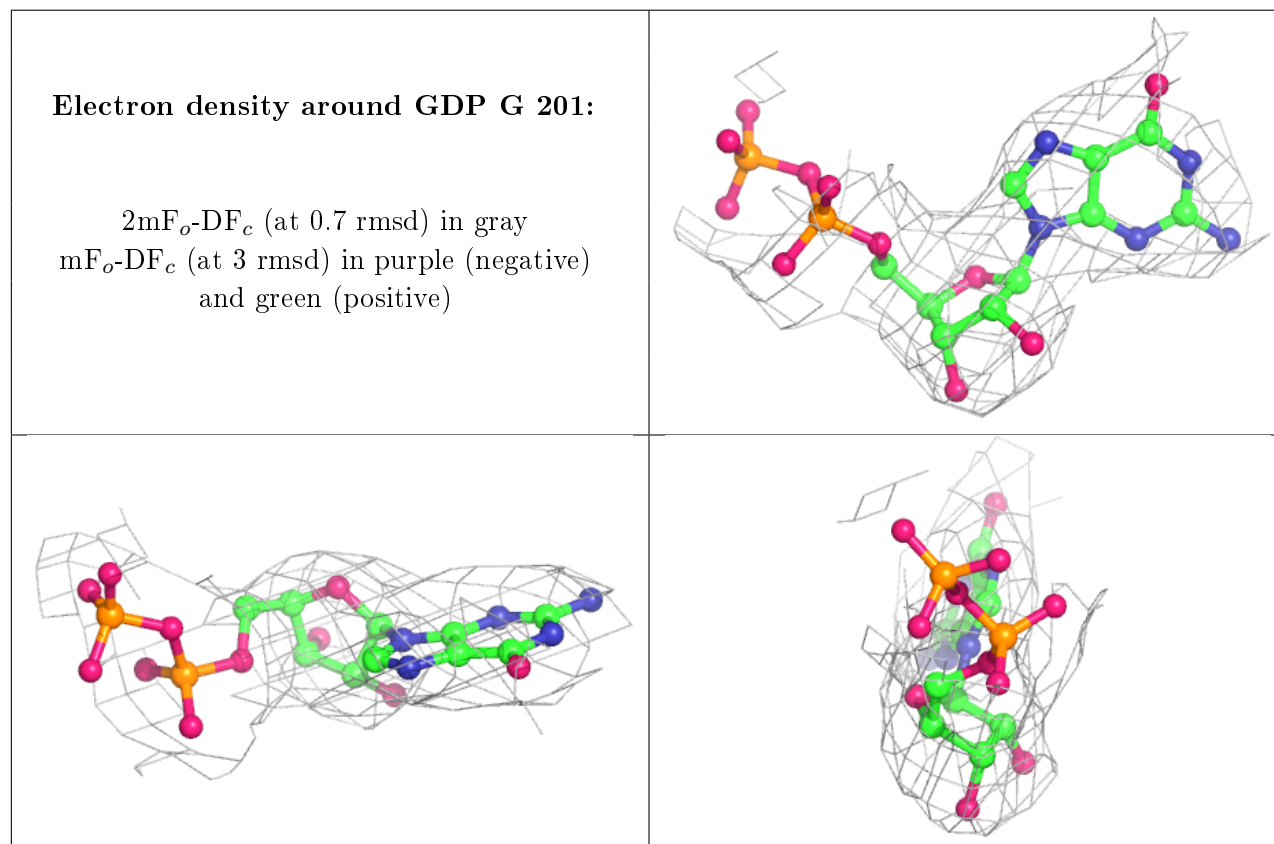 Electron density around GDP G 201:
2mFo-DFc (at 0.7 rmsd) in gray
mFo-DFc (at 3 rmsd) in purple (negative)
and green (positive)